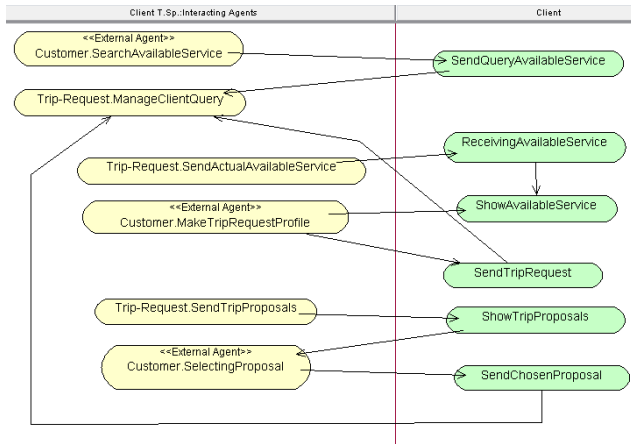 Client T.Sp.:Interacting Agents
Client
<<External Agent>>
Customer.SearchAvailableService
SendQueryAvailableService
Trip-Request.ManageClientQuery
ReceivingAvailableService
Trip-Request.SendActualAvailableService
<<External Agent>>
Customer.MakeTripRequestProfile
ShowAvailableService
SendTripRequest
Trip-Request.SendTripProposals
ShowTripProposals
<<External Agent>>
Customer.SelectingProposal
SendChosenProposal